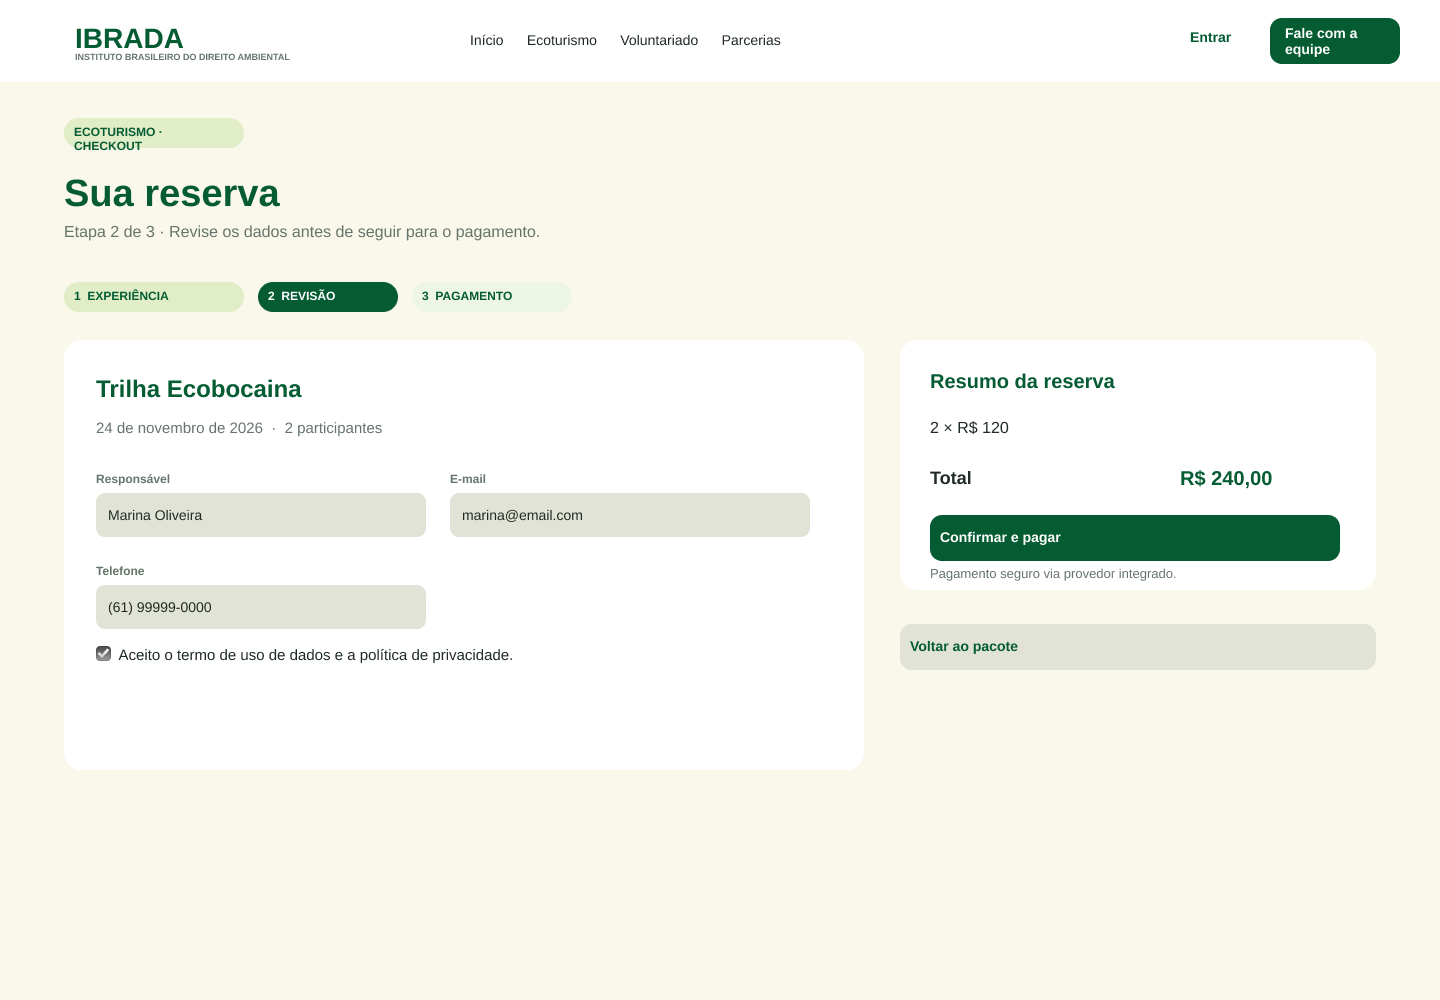 IBRADA
INSTITUTO BRASILEIRO DO DIREITO AMBIENTAL
Início Ecoturismo Voluntariado Parcerias
Entrar
Fale com a
equipe
ECOTURISMO ·
CHECKOUT
Sua reserva
Etapa 2 de 3 · Revise os dados antes de seguir para o pagamento.
1 EXPERIÊNCIA
2 REVISÃO
3 PAGAMENTO
Trilha Ecobocaina
24 de novembro de 2026 · 2 participantes
Responsável
Marina Oliveira
E-mail
marina@email.com
Telefone
(61) 99999-0000
Aceito o termo de uso de dados e a política de privacidade.
Resumo da reserva
2 × R$ 120
Total R$ 240,00
Confirmar e pagar
Pagamento seguro via provedor integrado.
Voltar ao pacote